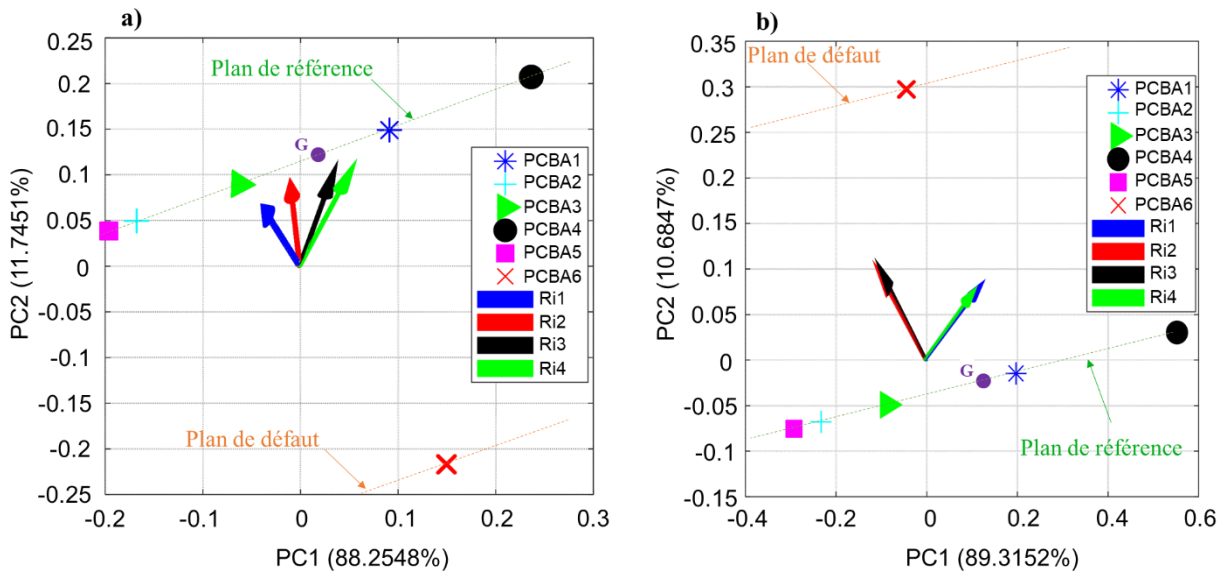 a)
0.25
0.2
0.15
0.1
0.05
0
-0.05
-0.1
-0.15
-0.2
-0.25
-0.2
-0.1
0
0.1
0.2
0.3
PC2 (11.7451%)
PC1 (88.2548%)
Plan de référence
G
Plan de défaut
PCBA1
PCBA2
PCBA3
PCBA4
PCBA5
PCBA6
Ri1
Ri2
Ri3
Ri4
b)
0.35
0.3
0.25
0.2
0.15
0.1
0.05
0
-0.05
-0.1
-0.15
-0.4
-0.2
0
0.2
0.4
0.6
PC2 (10.6847%)
PC1 (89.3152%)
Plan de défaut
G
Plan de référence
PCBA1
PCBA2
PCBA3
PCBA4
PCBA5
PCBA6
Ri1
Ri2
Ri3
Ri4